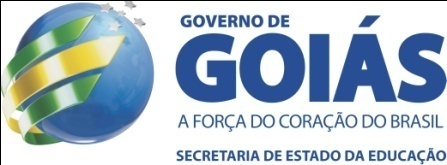 GOVERNO DE
GOIÁS
A FORÇA DO CORAÇÃO DO BRASIL
SECRETARIA DE ESTADO DA EDUCAÇÃO